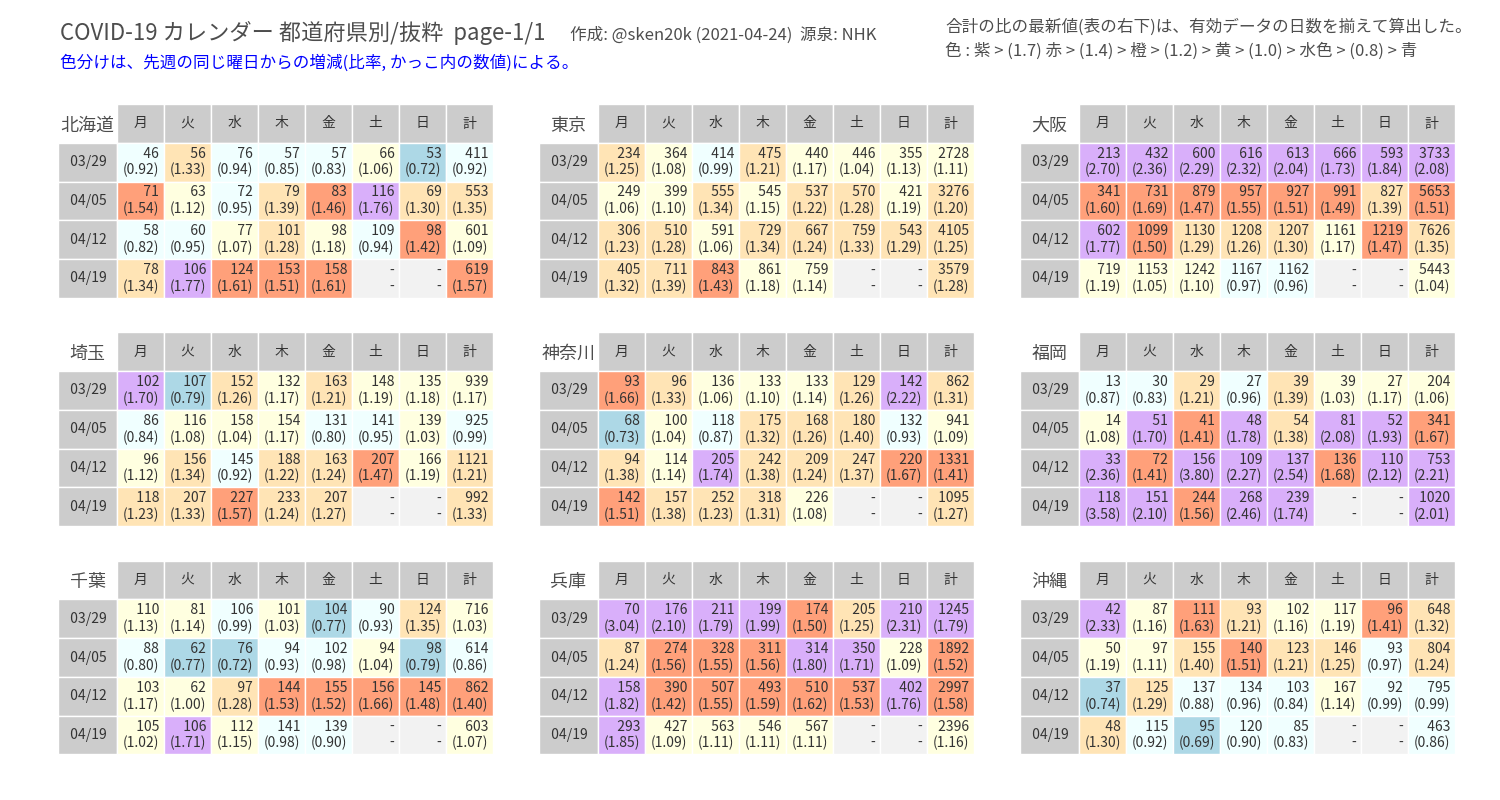 COVID-19 カレンダー 都道府県別/抜粋 page-1/1 作成: @sken20k (2021-04-24) 源泉: NHK
色分けは、先週の同じ曜日からの増減(比率, かっこ内の数値)による。
合計の比の最新値(表の右下)は、有効データの日数を揃えて算出した。
色 : 紫 > (1.7) 赤 > (1.4) > 橙 > (1.2) > 黄 > (1.0) > 水色 > (0.8) > 青
北海道 月 火 水 木 金 土 日 計
03/29 46 56 76 57 57 66 53 411
(0.92) (1.33) (0.94) (0.85) (0.83) (1.06) (0.72) (0.92)
04/05 71 63 72 79 83 116 69 553
(1.54) (1.12) (0.95) (1.39) (1.46) (1.76) (1.30) (1.35)
04/12 58 60 77 101 98 109 98 601
(0.82) (0.95) (1.07) (1.28) (1.18) (0.94) (1.42) (1.09)
04/19 78 106 124 153 158 - - 619
(1.34) (1.77) (1.61) (1.51) (1.61) - - (1.57)
東京 月 火 水 木 金 土 日 計
03/29 234 364 414 475 440 446 355 2728
(1.25) (1.08) (0.99) (1.21) (1.17) (1.04) (1.13) (1.11)
04/05 249 399 555 545 537 570 421 3276
(1.06) (1.10) (1.34) (1.15) (1.22) (1.28) (1.19) (1.20)
04/12 306 510 591 729 667 759 543 4105
(1.23) (1.28) (1.06) (1.34) (1.24) (1.33) (1.29) (1.25)
04/19 405 711 843 861 759 - - 3579
(1.32) (1.39) (1.43) (1.18) (1.14) - - (1.28)
大阪 月 火 水 木 金 土 日 計
03/29 213 432 600 616 613 666 593 3733
(2.70) (2.36) (2.29) (2.32) (2.04) (1.73) (1.84) (2.08)
04/05 341 731 879 957 927 991 827 5653
(1.60) (1.69) (1.47) (1.55) (1.51) (1.49) (1.39) (1.51)
04/12 602 1099 1130 1208 1207 1161 1219 7626
(1.77) (1.50) (1.29) (1.26) (1.30) (1.17) (1.47) (1.35)
04/19 719 1153 1242 1167 1162 - - 5443
(1.19) (1.05) (1.10) (0.97) (0.96) - - (1.04)
埼玉 月 火 水 木 金 土 日 計
03/29 102 107 152 132 163 148 135 939
(1.70) (0.79) (1.26) (1.17) (1.21) (1.19) (1.18) (1.17)
04/05 86 116 158 154 131 141 139 925
(0.84) (1.08) (1.04) (1.17) (0.80) (0.95) (1.03) (0.99)
04/12 96 156 145 188 163 207 166 1121
(1.12) (1.34) (0.92) (1.22) (1.24) (1.47) (1.19) (1.21)
04/19 118 207 227 233 207 - - 992
(1.23) (1.33) (1.57) (1.24) (1.27) - - (1.33)
神奈川 月 火 水 木 金 土 日 計
03/29 93 96 136 133 133 129 142 862
(1.66) (1.33) (1.06) (1.10) (1.14) (1.26) (2.22) (1.31)
04/05 68 100 118 175 168 180 132 941
(0.73) (1.04) (0.87) (1.32) (1.26) (1.40) (0.93) (1.09)
04/12 94 114 205 242 209 247 220 1331
(1.38) (1.14) (1.74) (1.38) (1.24) (1.37) (1.67) (1.41)
04/19 142 157 252 318 226 - - 1095
(1.51) (1.38) (1.23) (1.31) (1.08) - - (1.27)
福岡 月 火 水 木 金 土 日 計
03/29 13 30 29 27 39 39 27 204
(0.87) (0.83) (1.21) (0.96) (1.39) (1.03) (1.17) (1.06)
04/05 14 51 41 48 54 81 52 341
(1.08) (1.70) (1.41) (1.78) (1.38) (2.08) (1.93) (1.67)
04/12 33 72 156 109 137 136 110 753
(2.36) (1.41) (3.80) (2.27) (2.54) (1.68) (2.12) (2.21)
04/19 118 151 244 268 239 - - 1020
(3.58) (2.10) (1.56) (2.46) (1.74) - - (2.01)
千葉 月 火 水 木 金 土 日 計
03/29 110 81 106 101 104 90 124 716
(1.13) (1.14) (0.99) (1.03) (0.77) (0.93) (1.35) (1.03)
04/05 88 62 76 94 102 94 98 614
(0.80) (0.77) (0.72) (0.93) (0.98) (1.04) (0.79) (0.86)
04/12 103 62 97 144 155 156 145 862
(1.17) (1.00) (1.28) (1.53) (1.52) (1.66) (1.48) (1.40)
04/19 105 106 112 141 139 - - 603
(1.02) (1.71) (1.15) (0.98) (0.90) - - (1.07)
兵庫 月 火 水 木 金 土 日 計
03/29 70 176 211 199 174 205 210 1245
(3.04) (2.10) (1.79) (1.99) (1.50) (1.25) (2.31) (1.79)
04/05 87 274 328 311 314 350 228 1892
(1.24) (1.56) (1.55) (1.56) (1.80) (1.71) (1.09) (1.52)
04/12 158 390 507 493 510 537 402 2997
(1.82) (1.42) (1.55) (1.59) (1.62) (1.53) (1.76) (1.58)
04/19 293 427 563 546 567 - - 2396
(1.85) (1.09) (1.11) (1.11) (1.11) - - (1.16)
沖縄 月 火 水 木 金 土 日 計
03/29 42 87 111 93 102 117 96 648
(2.33) (1.16) (1.63) (1.21) (1.16) (1.19) (1.41) (1.32)
04/05 50 97 155 140 123 146 93 804
(1.19) (1.11) (1.40) (1.51) (1.21) (1.25) (0.97) (1.24)
04/12 37 125 137 134 103 167 92 795
(0.74) (1.29) (0.88) (0.96) (0.84) (1.14) (0.99) (0.99)
04/19 48 115 95 120 85 - - 463
(1.30) (0.92) (0.69) (0.90) (0.83) - - (0.86)